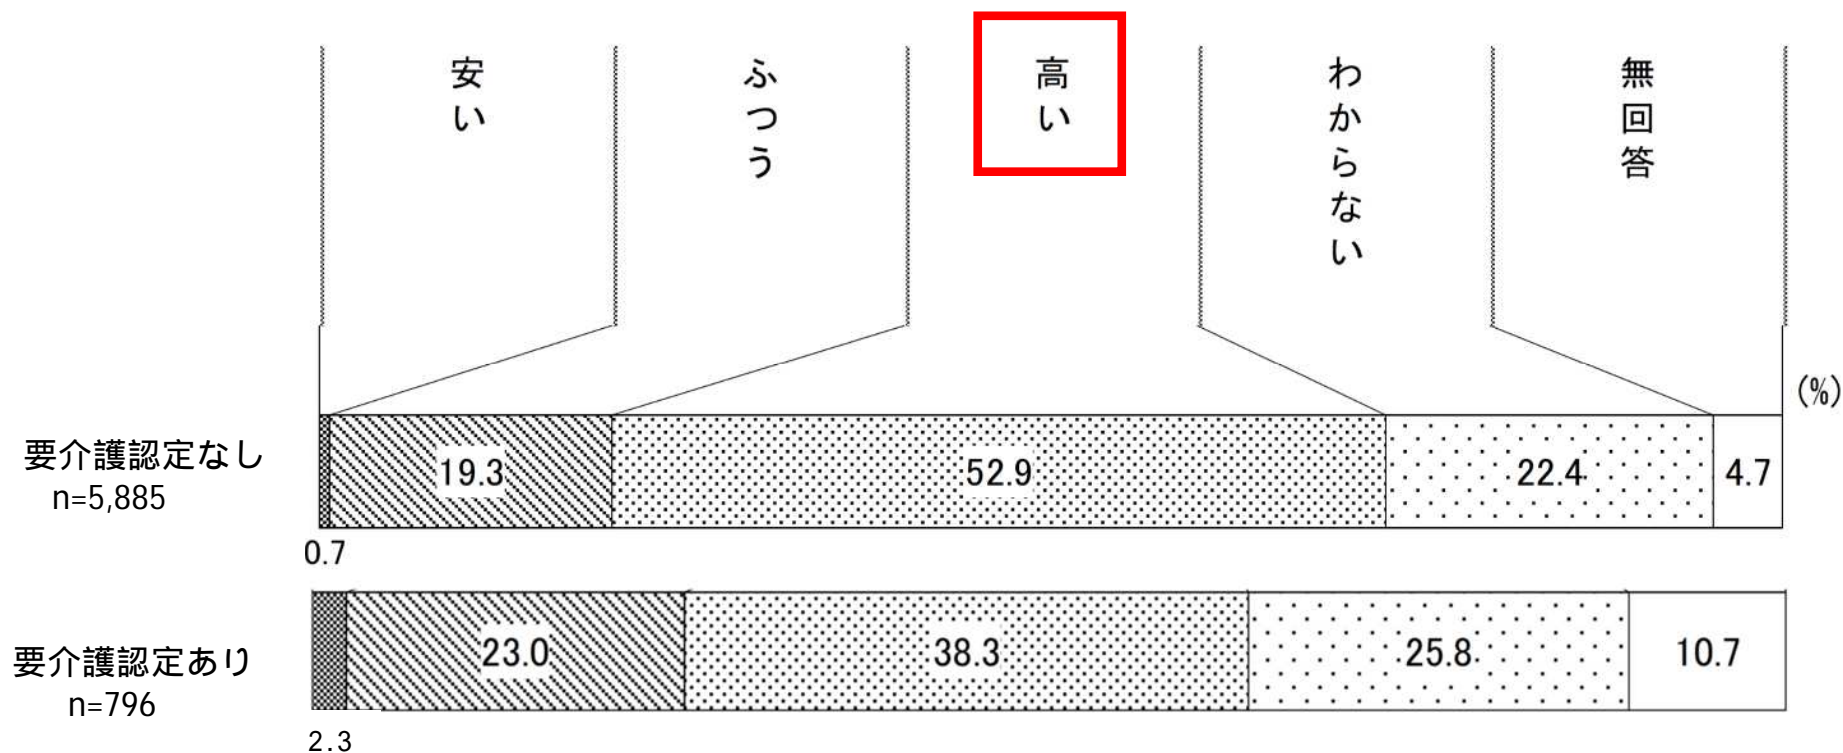 安い
ふつう
高い
わからない
無回答
(%)
要介護認定なし
n=5,885
19.3
52.9
22.4
4.7
0.7
要介護認定あり
n=796
23.0
38.3
25.8
10.7
2.3